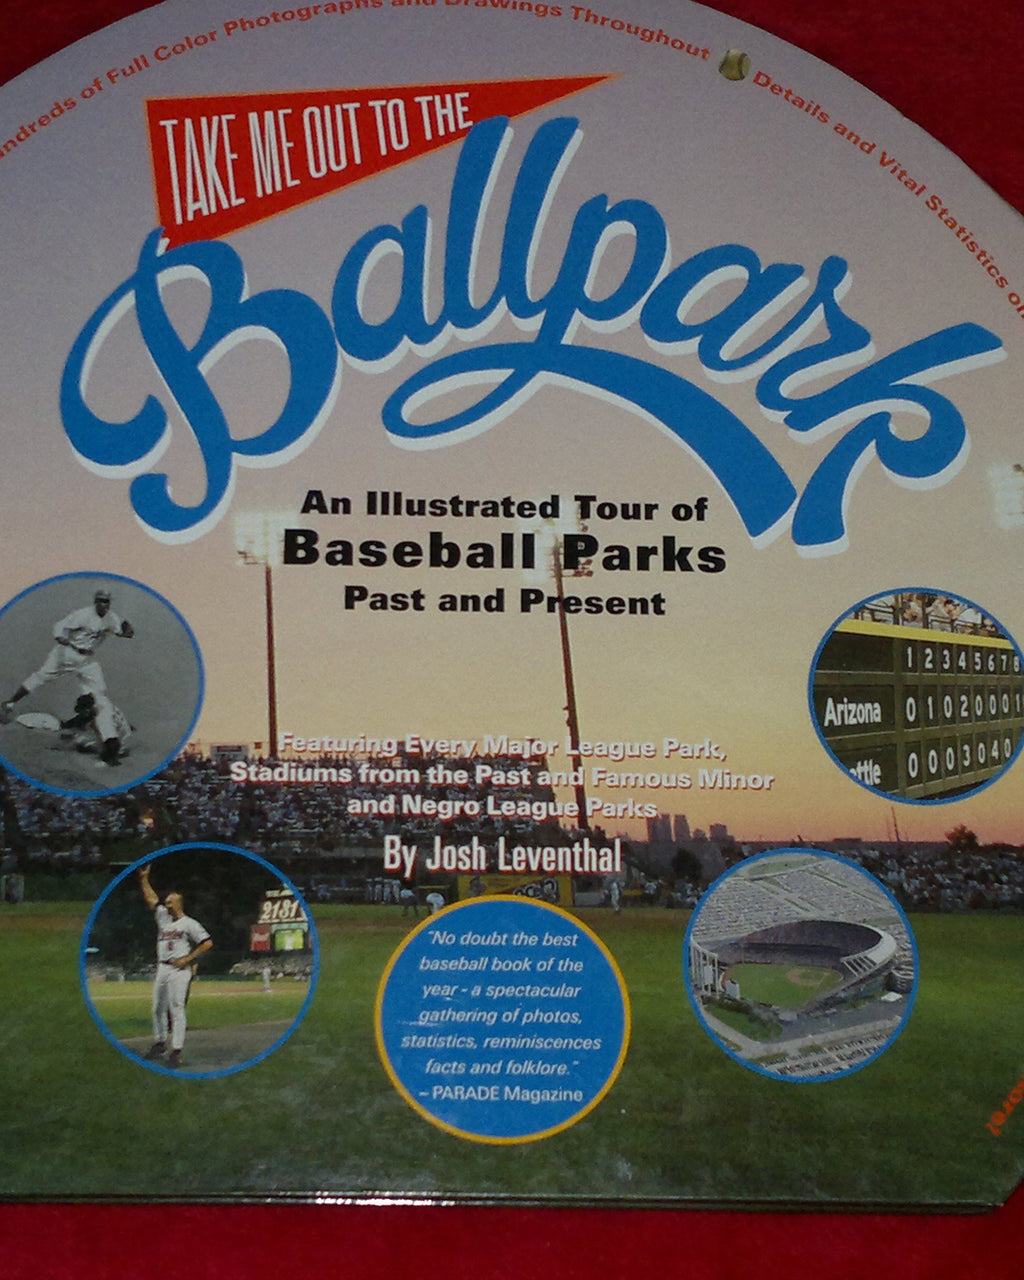 of Full Color Photographs and Drawings Throughout
Details and Vital Statistics on
TAKE ME OUT TO THE
Ballpark
An Illustrated Tour of
Baseball Parks
Past and Present
1 2 3 4 5 6 7 8
Arizona 0 1 0 2 0 0 0 1
ttle 0 0 0 3 0 4 0
Featuring Every Major League Park,
Stadiums from the Past and Famous Minor
and Negro League Parks
By Josh Leventhal
2131
8
"No doubt the best
baseball book of the
year - a spectacular
gathering of photos,
statistics, reminiscences
facts and folklore."
– PARADE Magazine